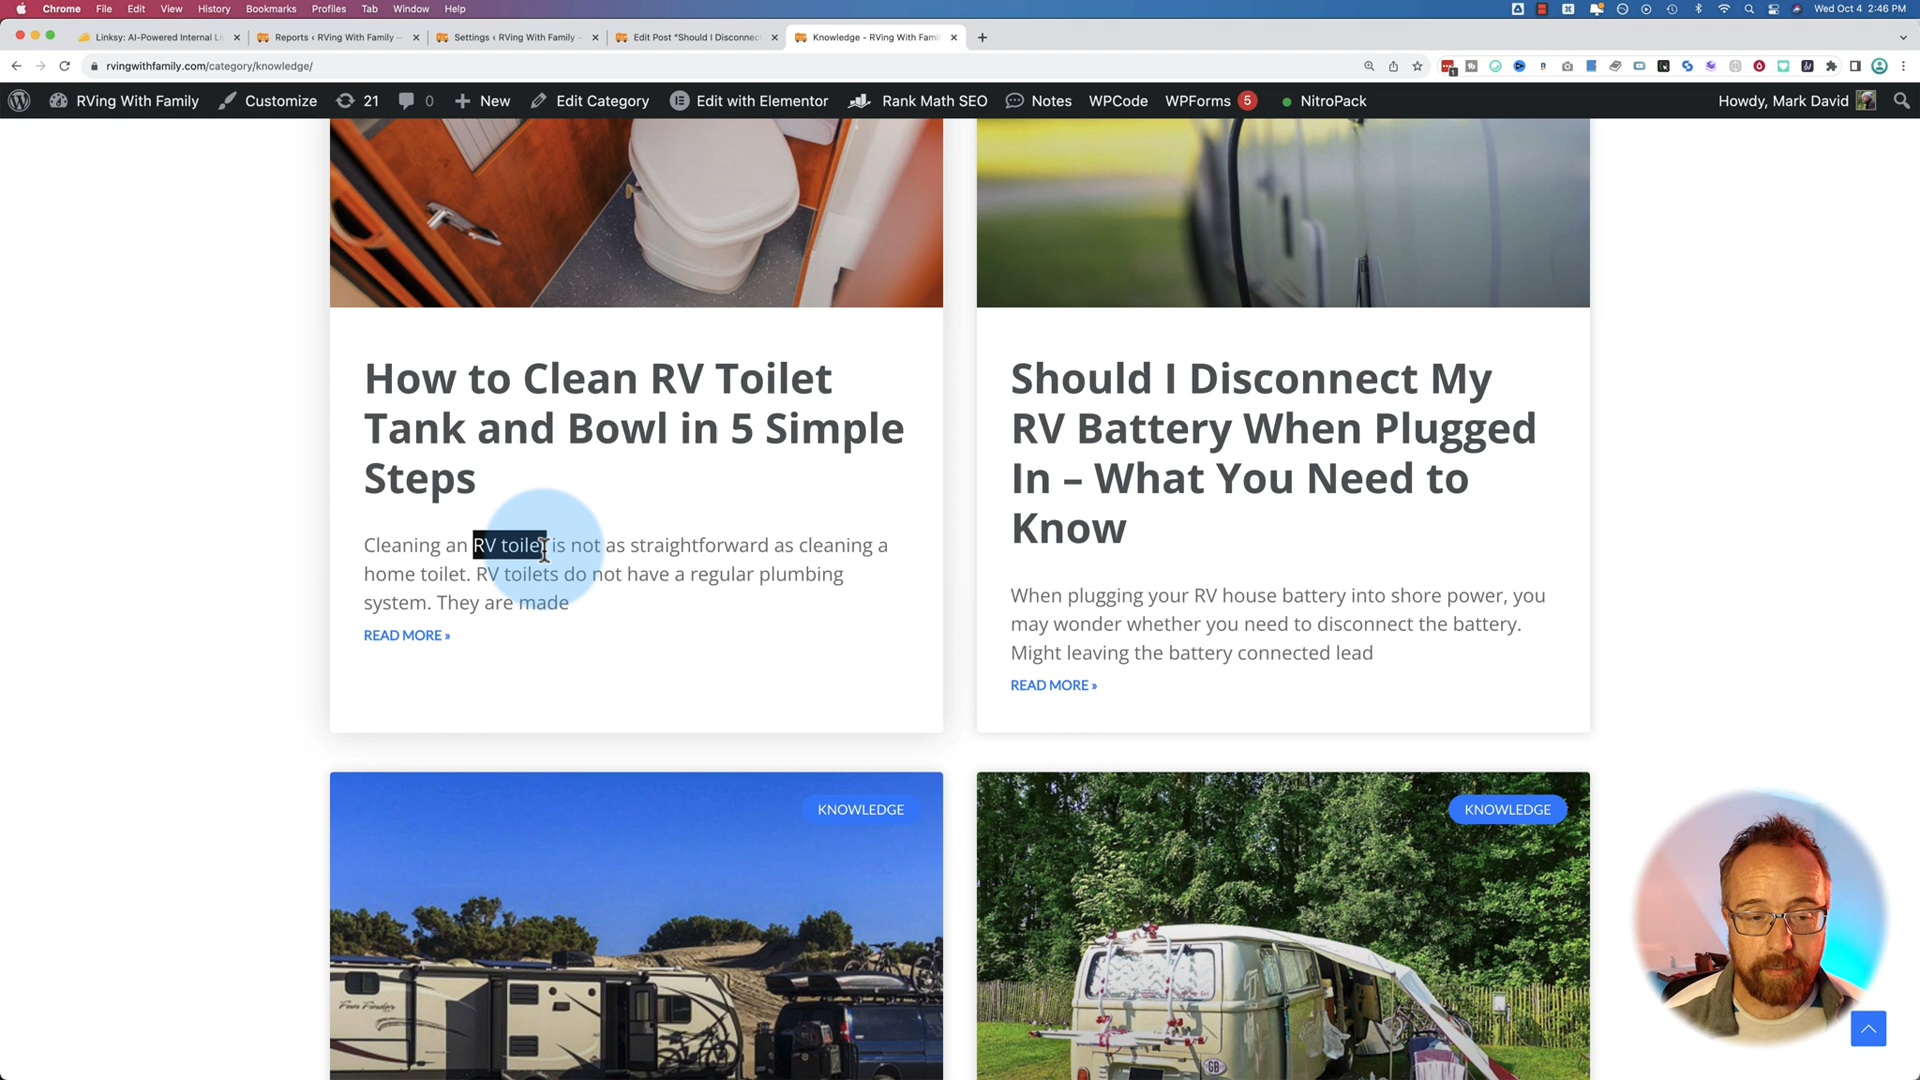 Chrome File Edit View History Bookmarks Profiles Tab Window Help
Wed Oct 4 2:46 PM
Linksy: AI-Powered Internal Li
Reports ‹ RVing With Family –
Settings ‹ RVing With Family –
Edit Post "Should I Disconnect
Knowledge - RVing With Fami
rvingwithfamily.com/category/knowledge/
RVing With Family
Customize
21
0
New
Edit Category
Edit with Elementor
Rank Math SEO
Notes
WPCode
WPForms 5
NitroPack
Howdy, Mark David
How to Clean RV Toilet
Tank and Bowl in 5 Simple
Steps
Cleaning an RV toilet is not as straightforward as cleaning a
home toilet. RV toilets do not have a regular plumbing
system. They are made
READ MORE »
Should I Disconnect My
RV Battery When Plugged
In – What You Need to
Know
When plugging your RV house battery into shore power, you
may wonder whether you need to disconnect the battery.
Might leaving the battery connected lead
READ MORE »
KNOWLEDGE
KNOWLEDGE
GB